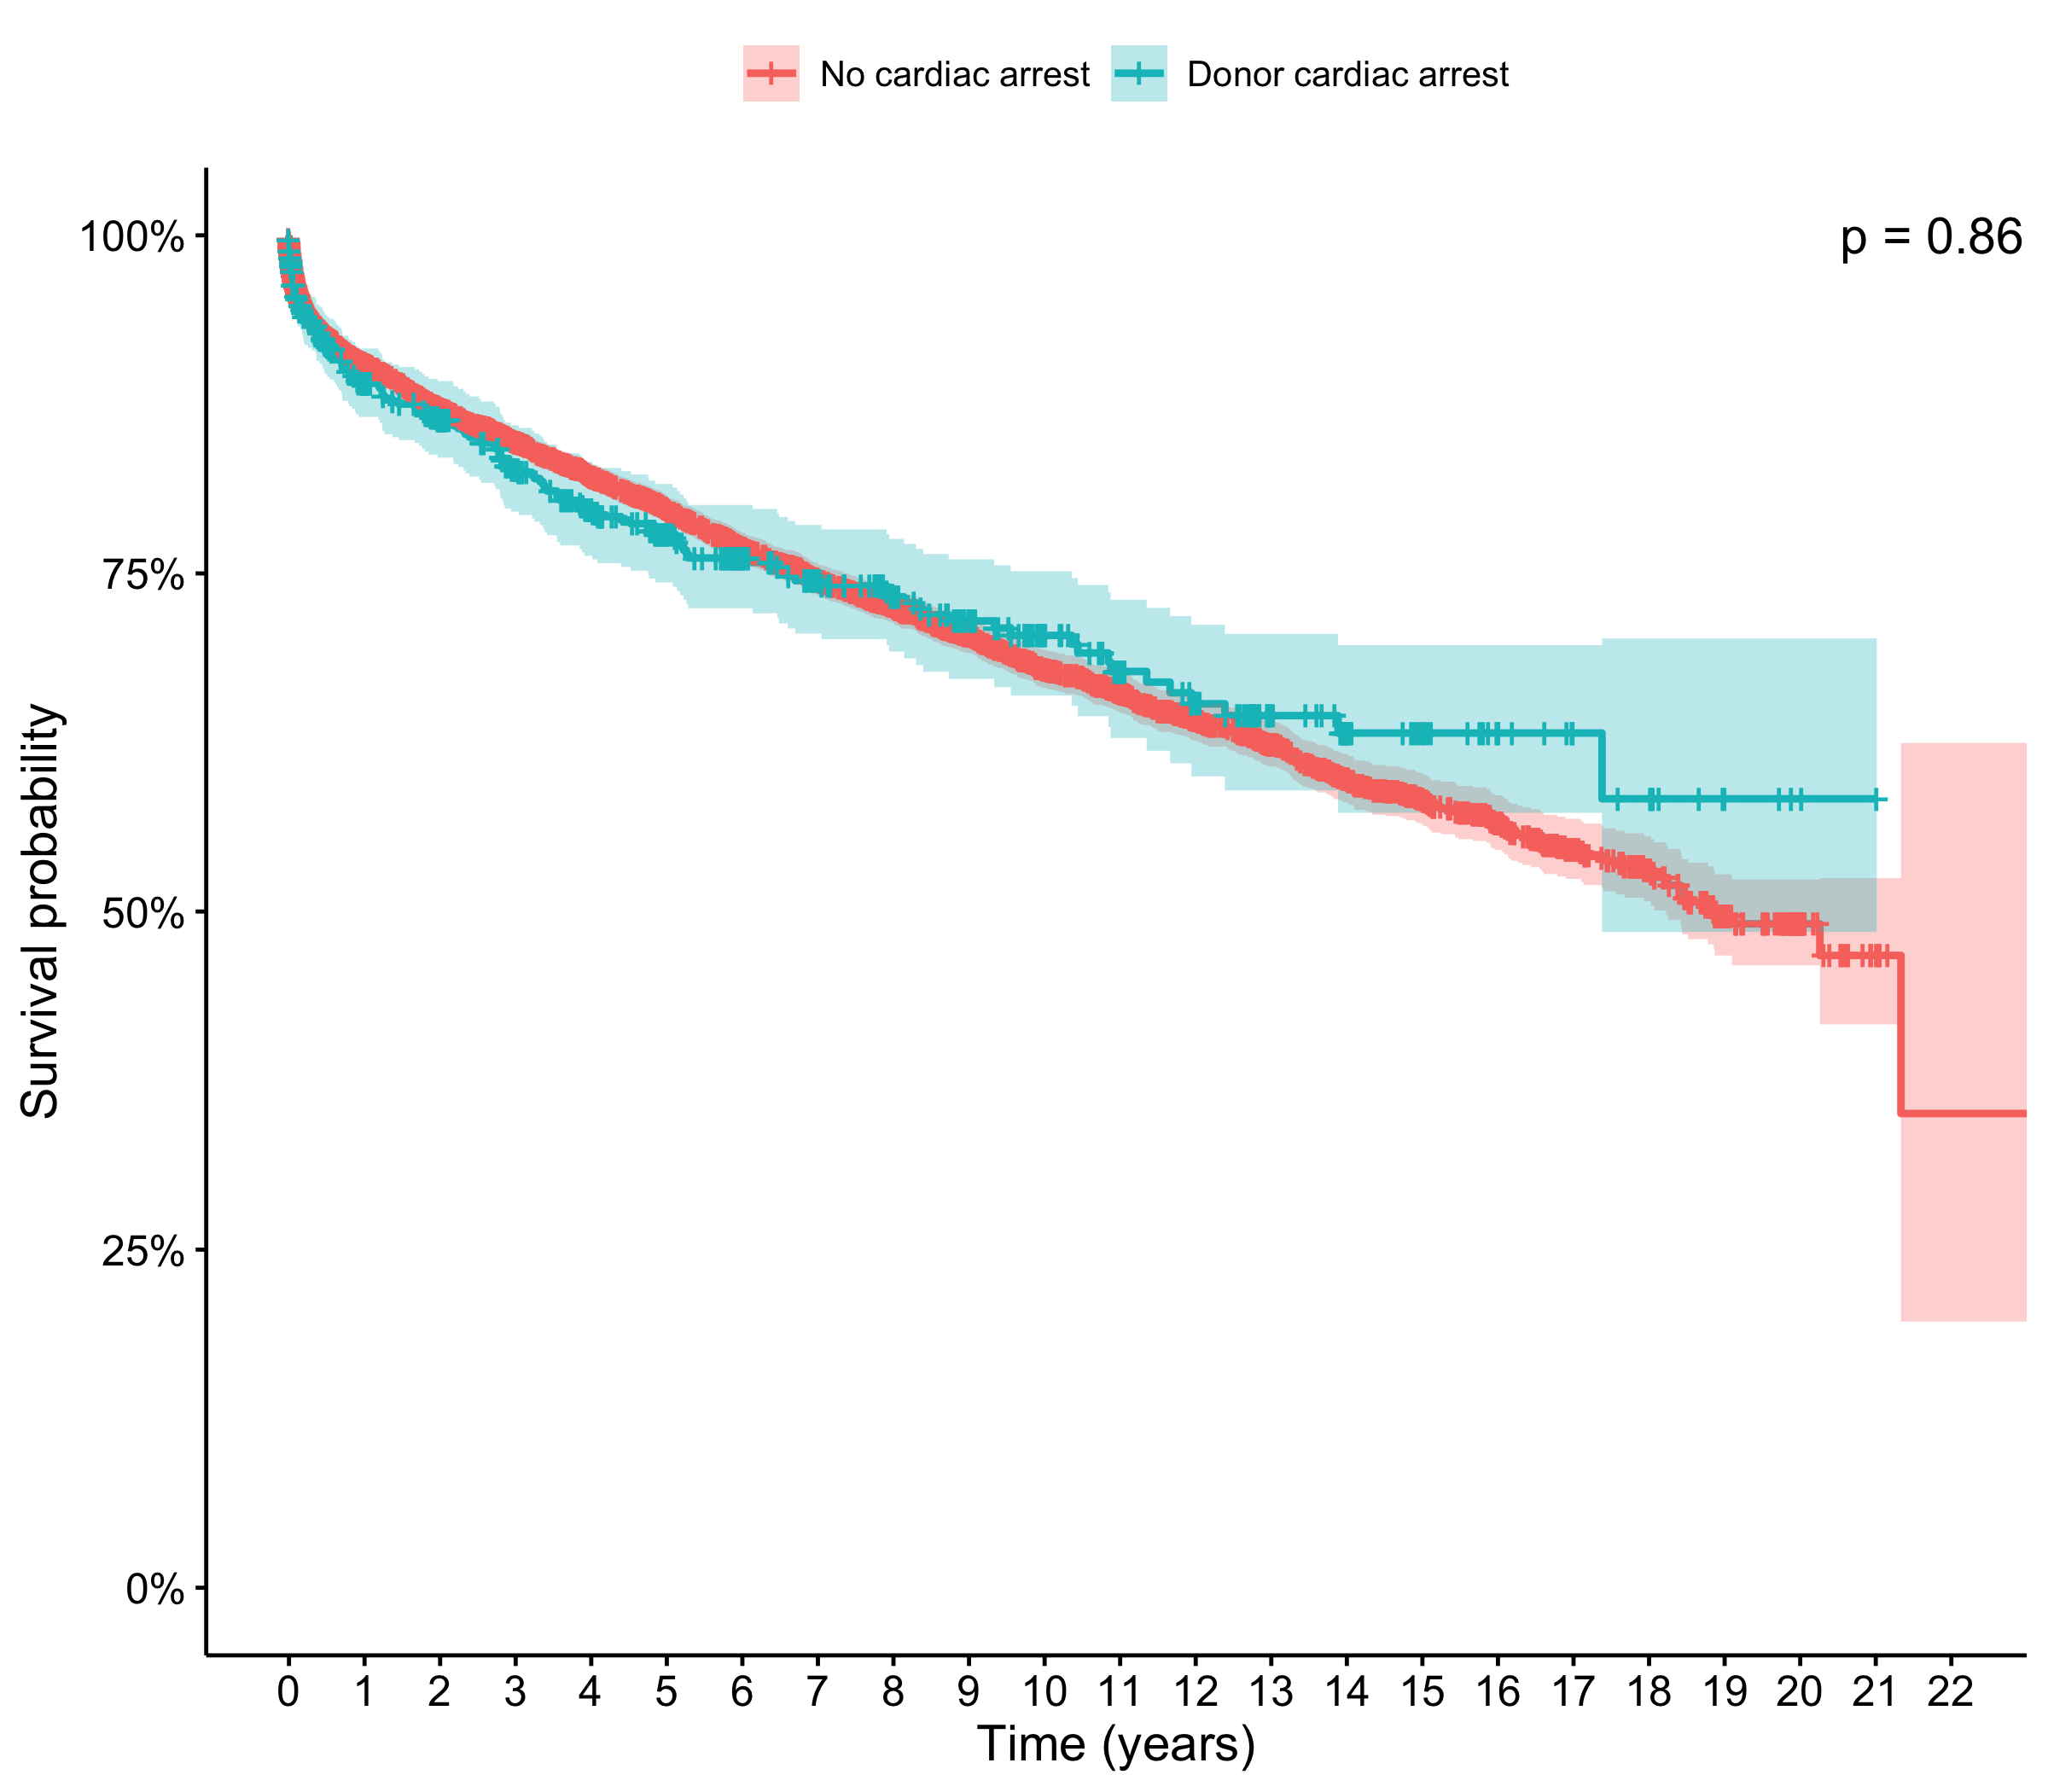 No cardiac arrest Donor cardiac arrest
p = 0.86
Survival probability
100%
75%
50%
25%
0%
0 1 2 3 4 5 6 7 8 9 10 11 12 13 14 15 16 17 18 19 20 21 22
Time (years)